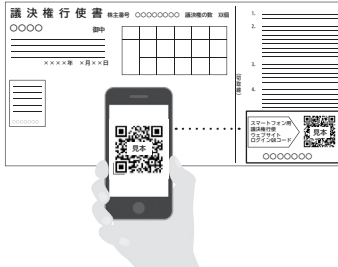 議決権行使書 株主番号 ○○○○○○○○ 議決権の数 XX個
○○○○ 御中
××××年 ×月××日
○○○○○○○
1.
2.
3.
4.
スマートフォン用
議決権行使
ウェブサイト
ログインQRコード
見本
○○○○○○○
見本